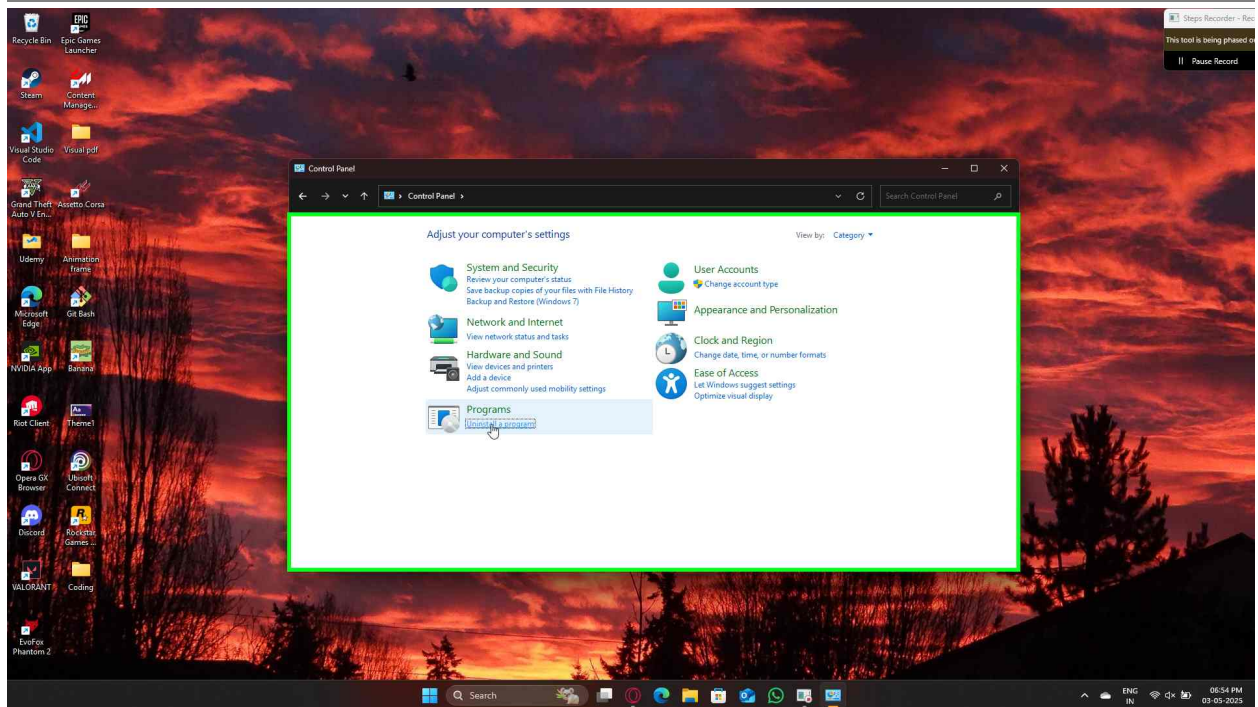 Recycle Bin
Epic Games
Launcher
Steam
Content
Manage...
Visual Studio
Code
Visual pdf
Grand Theft
Auto V En...
Assetto Corsa
Udemy
Animation
frame
Microsoft
Edge
Git Bash
NVIDIA App
Banana
Riot Client
Theme1
Opera GX
Browser
Ubisoft
Connect
Discord
Rockstar
Games ...
VALORANT
Coding
EvoFox
Phantom 2
Steps Recorder - Rec
This tool is being phased o
Pause Record
Control Panel
Control Panel
Search Control Panel
Adjust your computer's settings
View by: Category
System and Security
Review your computer's status
Save backup copies of your files with File History
Backup and Restore (Windows 7)
Network and Internet
View network status and tasks
Hardware and Sound
View devices and printers
Add a device
Adjust commonly used mobility settings
Programs
Uninstall a program
User Accounts
Change account type
Appearance and Personalization
Clock and Region
Change date, time, or number formats
Ease of Access
Let Windows suggest settings
Optimize visual display
Search
ENG
IN
06:54 PM
03-05-2025